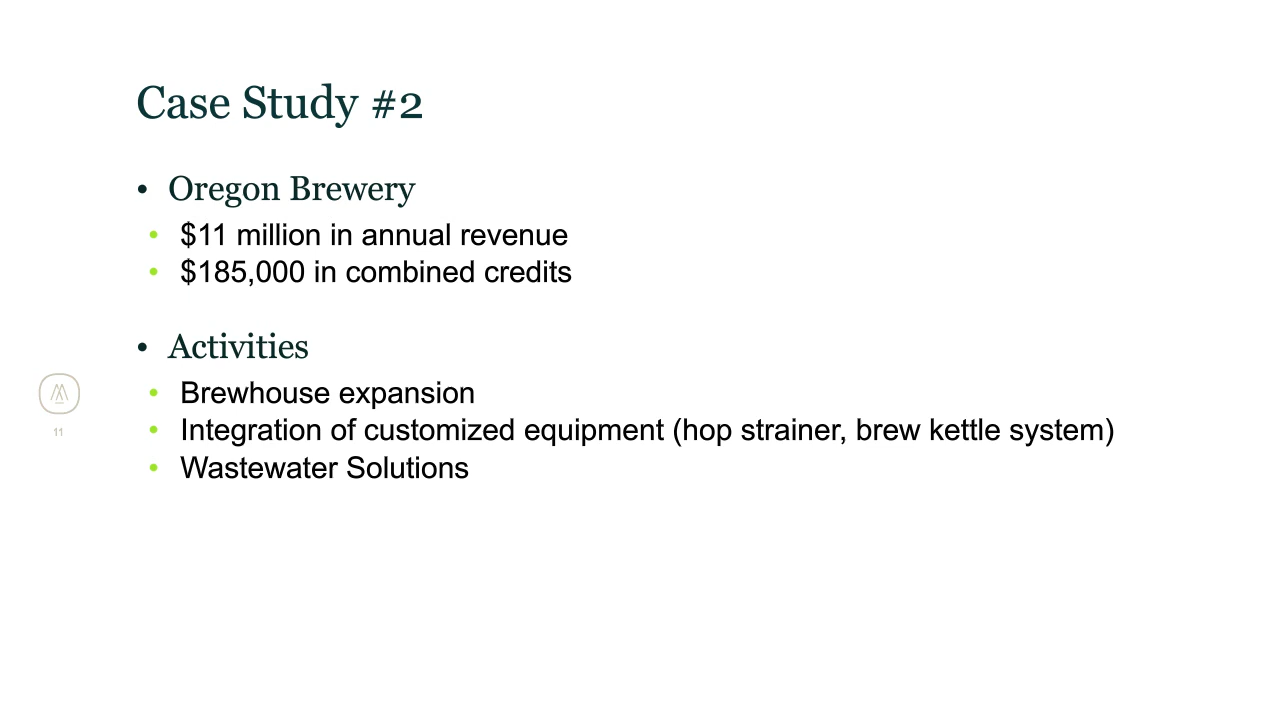 Case Study #2
• Oregon Brewery
• $11 million in annual revenue
• $185,000 in combined credits
• Activities
• Brewhouse expansion
• Integration of customized equipment (hop strainer, brew kettle system)
• Wastewater Solutions
11